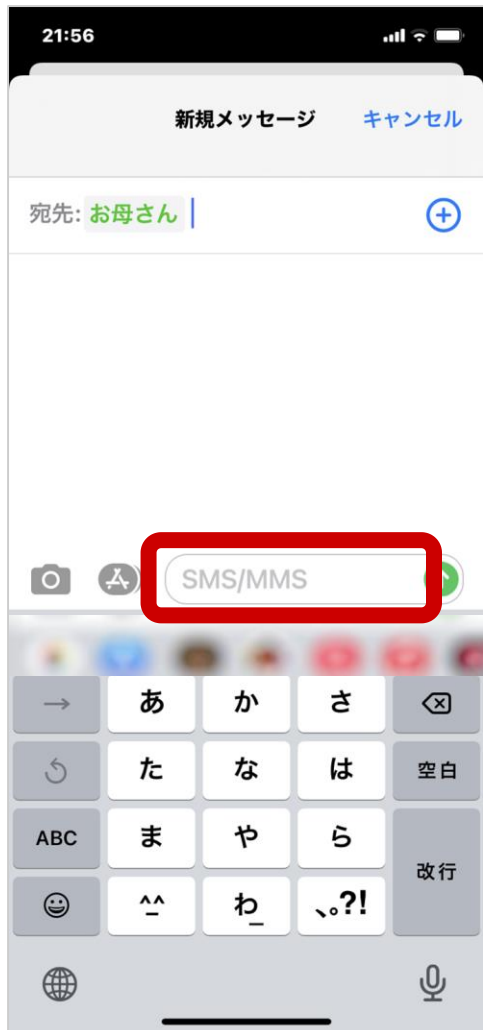 21:56
新規メッセージ キャンセル
宛先: お母さん
SMS/MMS
→ あ か さ
た な は 空白
ABC ま や ら
改行
^_^ わ_ 、。?!